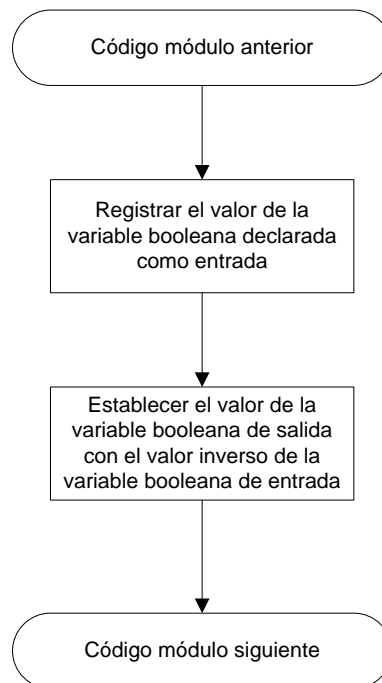 Código módulo anterior
Registrar el valor de la
variable booleana declarada
como entrada
Establecer el valor de la
variable booleana de salida
con el valor inverso de la
variable booleana de entrada
Código módulo siguiente